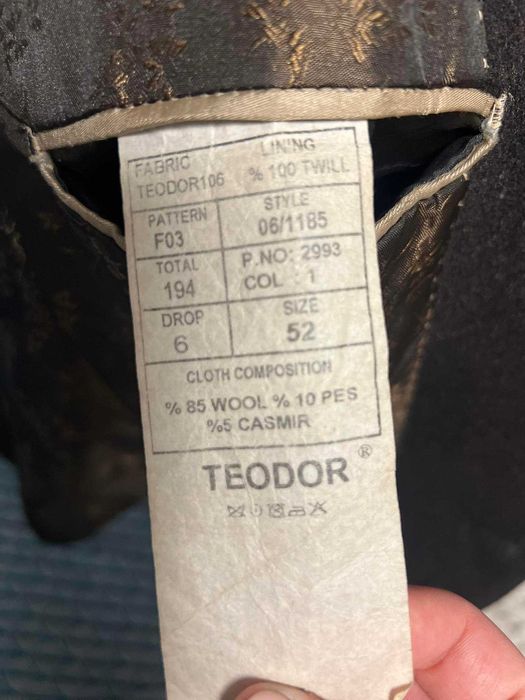 FABRIC LINING
TEODOR106 % 100 TWILL
PATTERN STYLE
F03 06/1185
TOTAL P.NO: 2993
194 COL : 1
DROP SIZE
6 52
CLOTH COMPOSITION
% 85 WOOL % 10 PES
%5 CASMIR
TEODOR ®